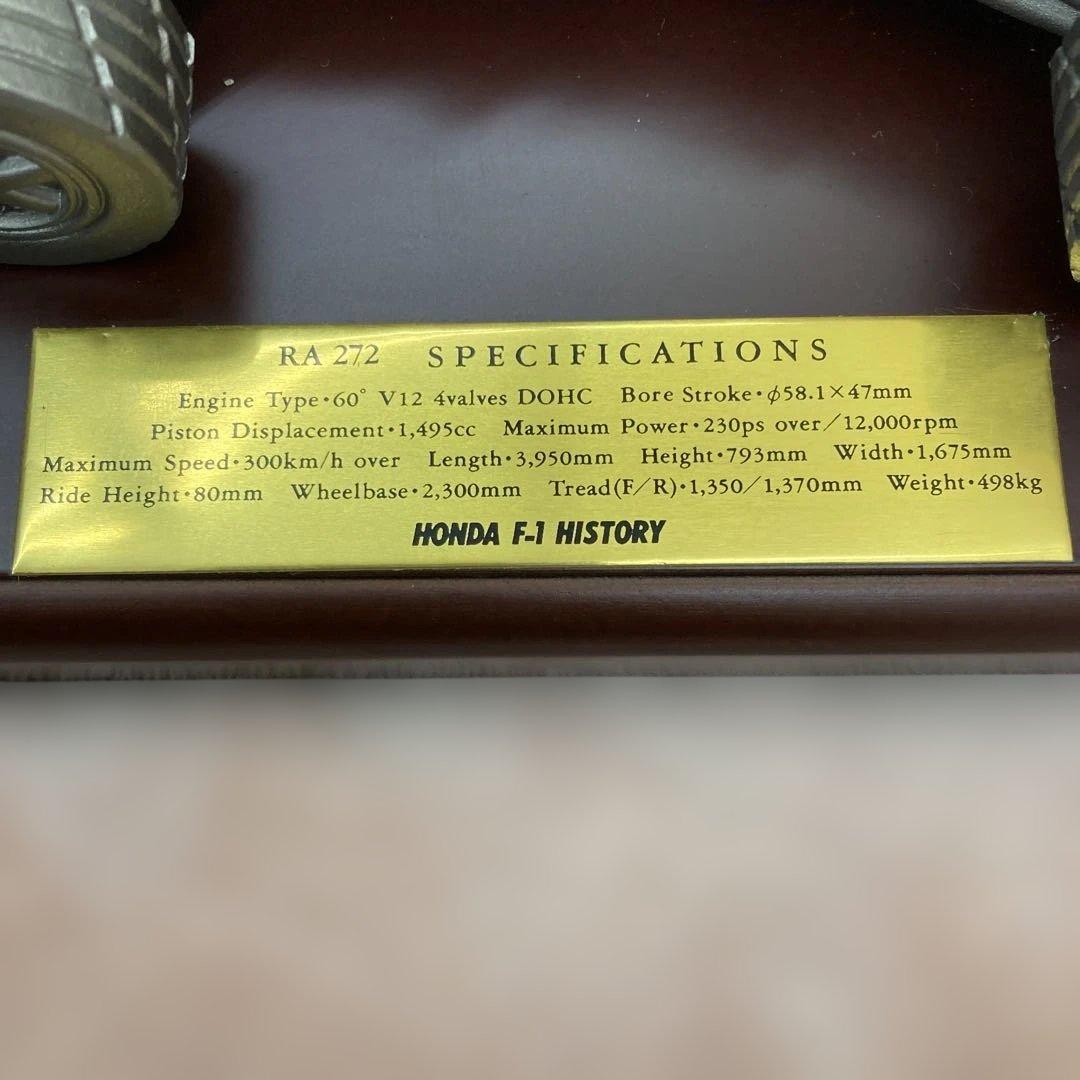 RA 272 SPECIFICATIONS
Engine Type・60° V12 4valves DOHC Bore Stroke・φ58.1×47mm
Piston Displacement・1,495cc Maximum Power・230ps over/12,000rpm
Maximum Speed・300km/h over Length・3,950mm Height・793mm Width・1,675mm
Ride Height・80mm Wheelbase・2,300mm Tread(F/R)・1,350/1,370mm Weight・498kg
HONDA F-1 HISTORY